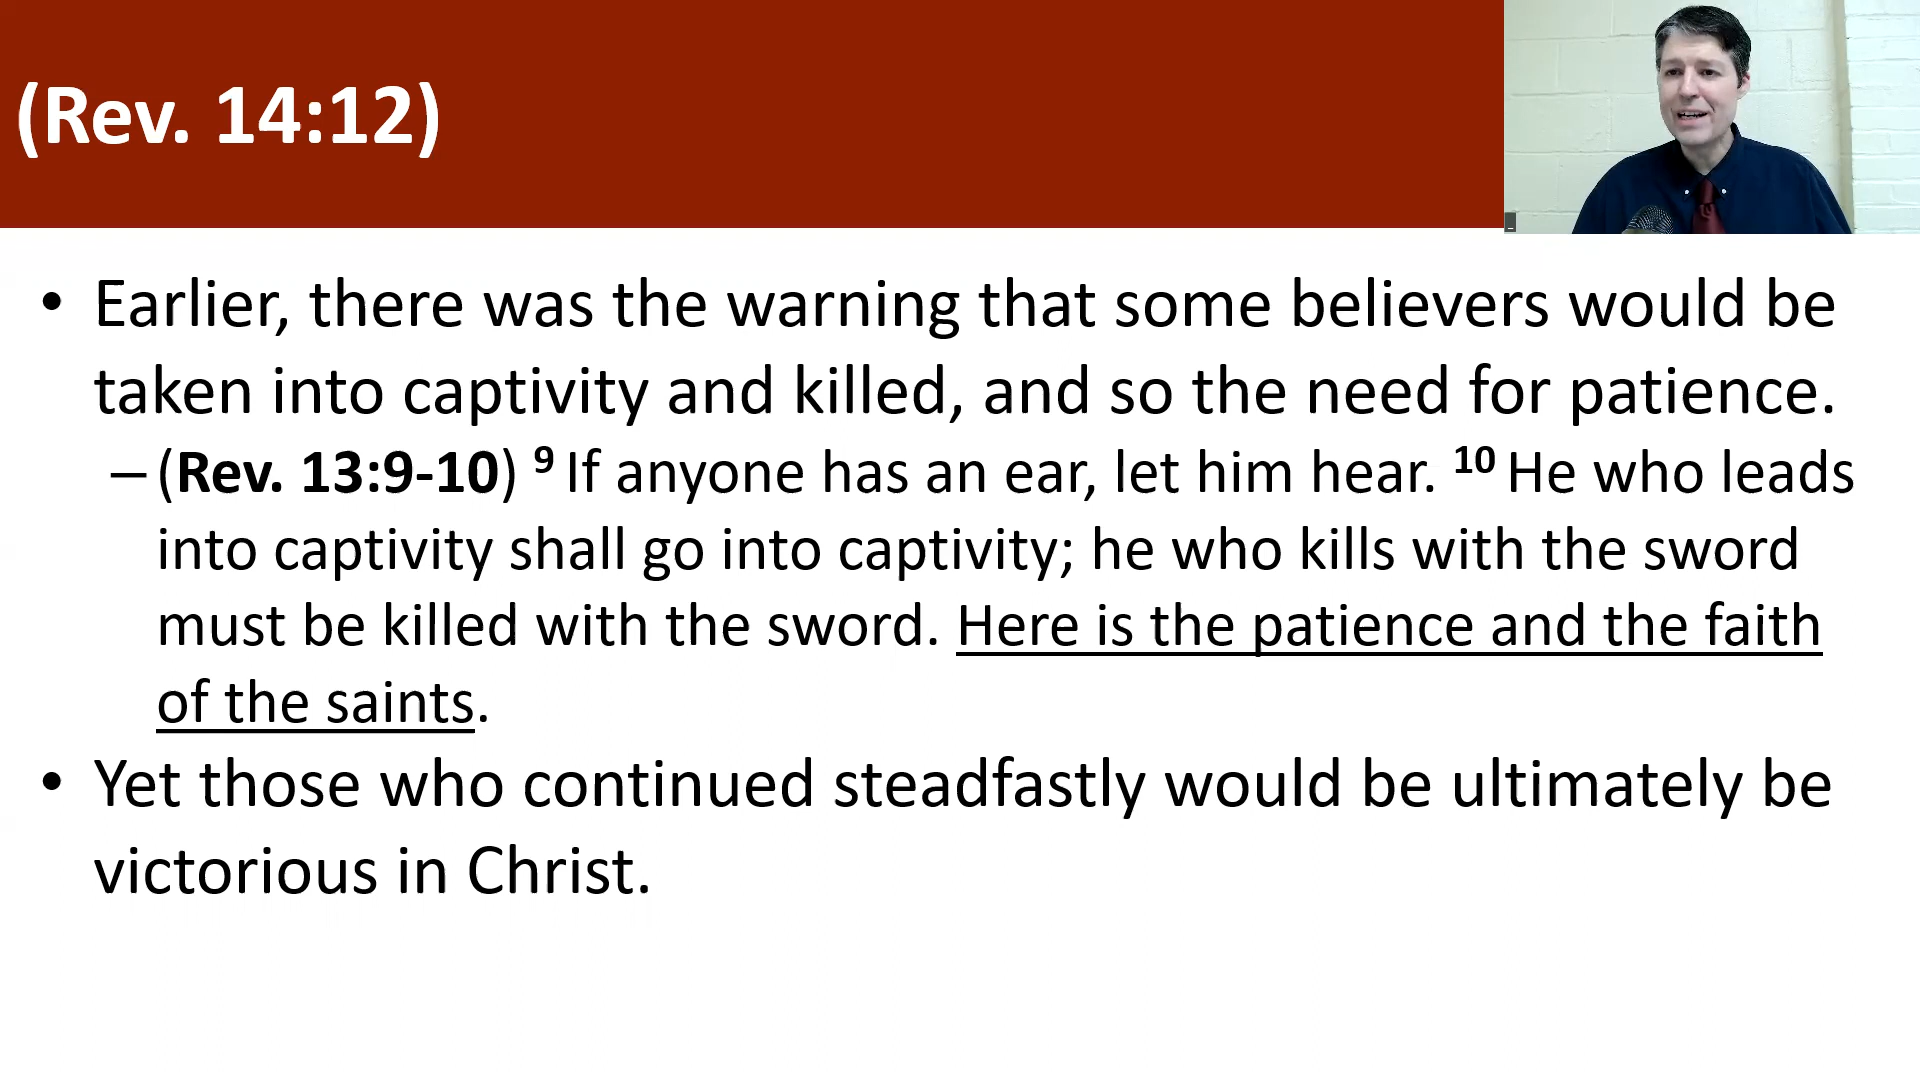 (Rev. 14:12)
• Earlier, there was the warning that some believers would be
taken into captivity and killed, and so the need for patience.
– (Rev. 13:9-10) 9 If anyone has an ear, let him hear. 10 He who leads
into captivity shall go into captivity; he who kills with the sword
must be killed with the sword. Here is the patience and the faith
of the saints.
• Yet those who continued steadfastly would be ultimately be
victorious in Christ.